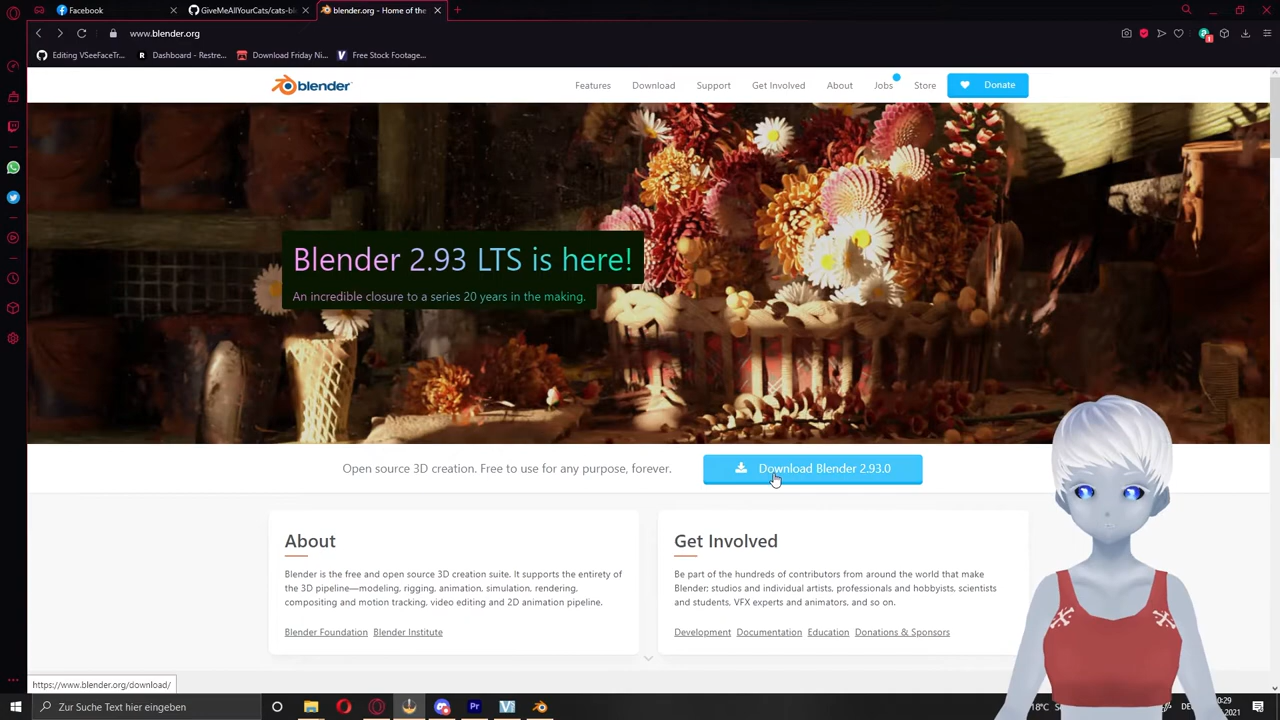 Facebook
GiveMeAllYourCats/cats-ble
blender.org - Home of the
www.blender.org
1
Editing VSeeFaceTr...
Dashboard - Restre...
Download Friday Ni...
Free Stock Footage...
blender
Features
Download
Support
Get Involved
About
Jobs
Store
Donate
Blender 2.93 LTS is here!
An incredible closure to a series 20 years in the making.
Open source 3D creation. Free to use for any purpose, forever.
Download Blender 2.93.0
About
Blender is the free and open source 3D creation suite. It supports the entirety of
the 3D pipeline—modeling, rigging, animation, simulation, rendering,
compositing and motion tracking, video editing and 2D animation pipeline.
Blender Foundation Blender Institute
Get Involved
Be part of the hundreds of contributors from around the world that make
Blender: studios and individual artists, professionals and hobbyists, scientists
and students, VFX experts and animators, and so on.
Development Documentation Education Donations & Sponsors
https://www.blender.org/download/
Zur Suche Text hier eingeben
Pr
18°C